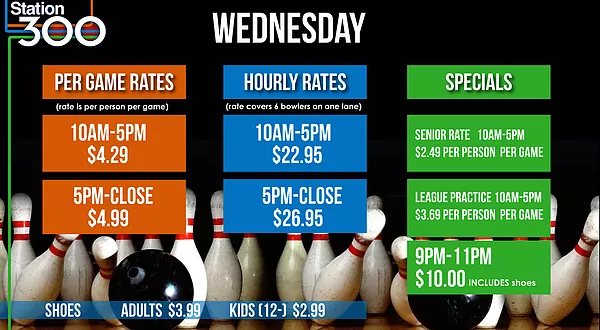 Station
300
WEDNESDAY
PER GAME RATES
(rate is per person per game)
10AM-5PM
$4.29
5PM-CLOSE
$4.99
HOURLY RATES
(rate covers 6 bowlers on one lane)
10AM-5PM
$22.95
5PM-CLOSE
$26.95
SPECIALS
SENIOR RATE 10AM-5PM
$2.49 PER PERSON PER GAME
LEAGUE PRACTICE 10AM-5PM
$3.69 PER PERSON PER GAME
9PM-11PM
$10.00 INCLUDES shoes
SHOES ADULTS $3.99 KIDS (12-) $2.99